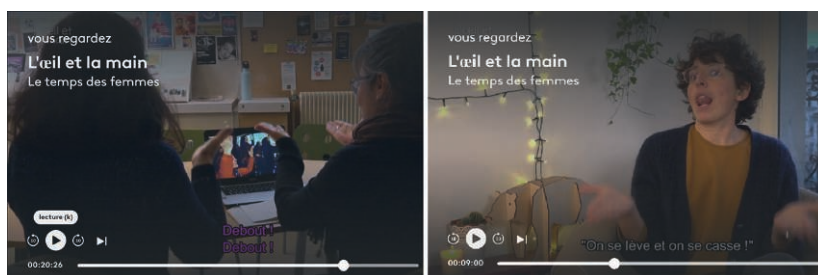 vous regardez
L'œil et la main
Le temps des femmes
lecture (k)
Debout !
Debout !
00:20:26
vous regardez
L'œil et la main
Le temps des femmes
"On se lève et on se casse !"
00:09:00